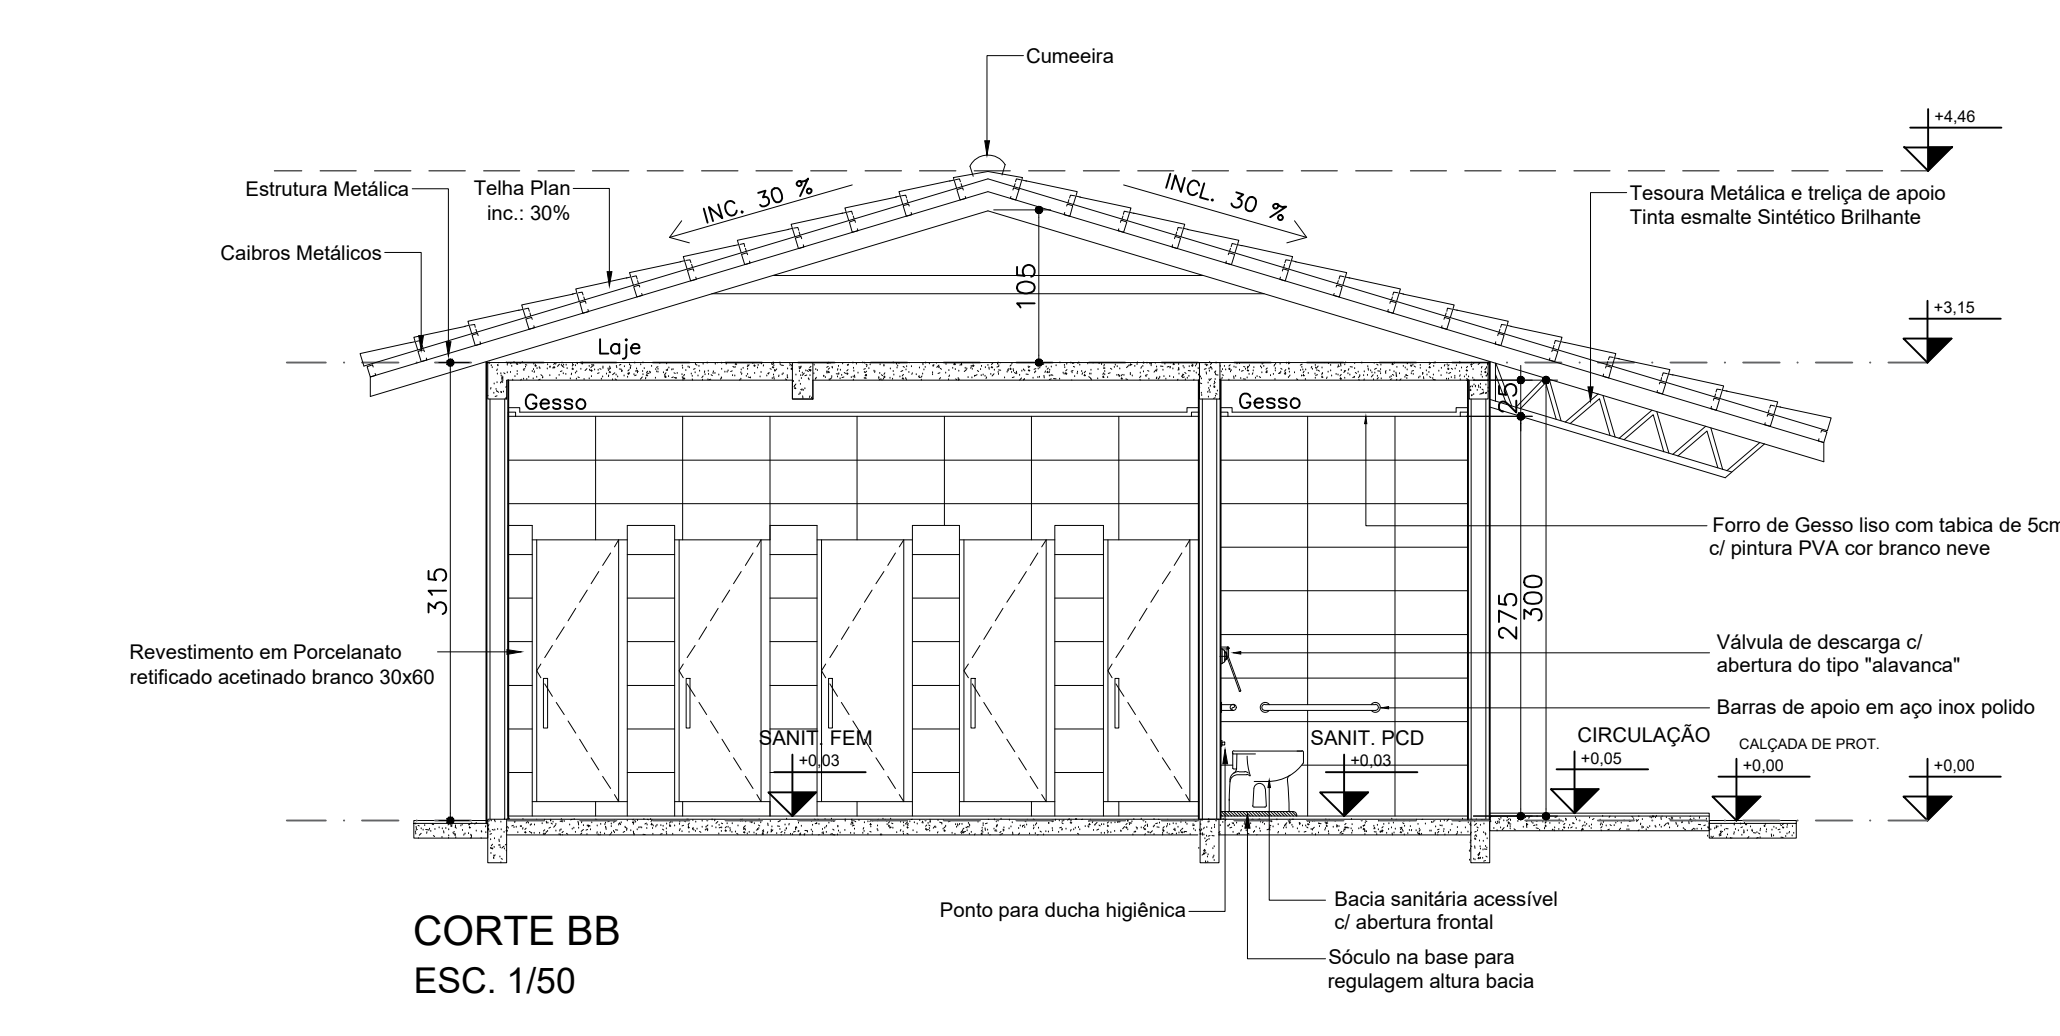 Cumeeira
+4,46
Estrutura Metálica
Telha Plan
inc.: 30%
INC. 30 %
INCL. 30 %
Tesoura Metálica e treliça de apoio
Tinta esmalte Sintético Brilhante
Caibros Metálicos
105
+3,15
Laje
Gesso
Gesso
25
Forro de Gesso liso com tabica de 5cm
c/ pintura PVA cor branco neve
315
275
300
Revestimento em Porcelanato
retificado acetinado branco 30x60
Válvula de descarga c/
abertura do tipo "alavanca"
Barras de apoio em aço inox polido
SANIT. FEM
+0,03
SANIT. PCD
+0,03
CIRCULAÇÃO
+0,05
CALÇADA DE PROT.
+0,00
+0,00
Ponto para ducha higiênica
Bacia sanitária acessível
c/ abertura frontal
Sóculo na base para
regulagem altura bacia
CORTE BB
ESC. 1/50